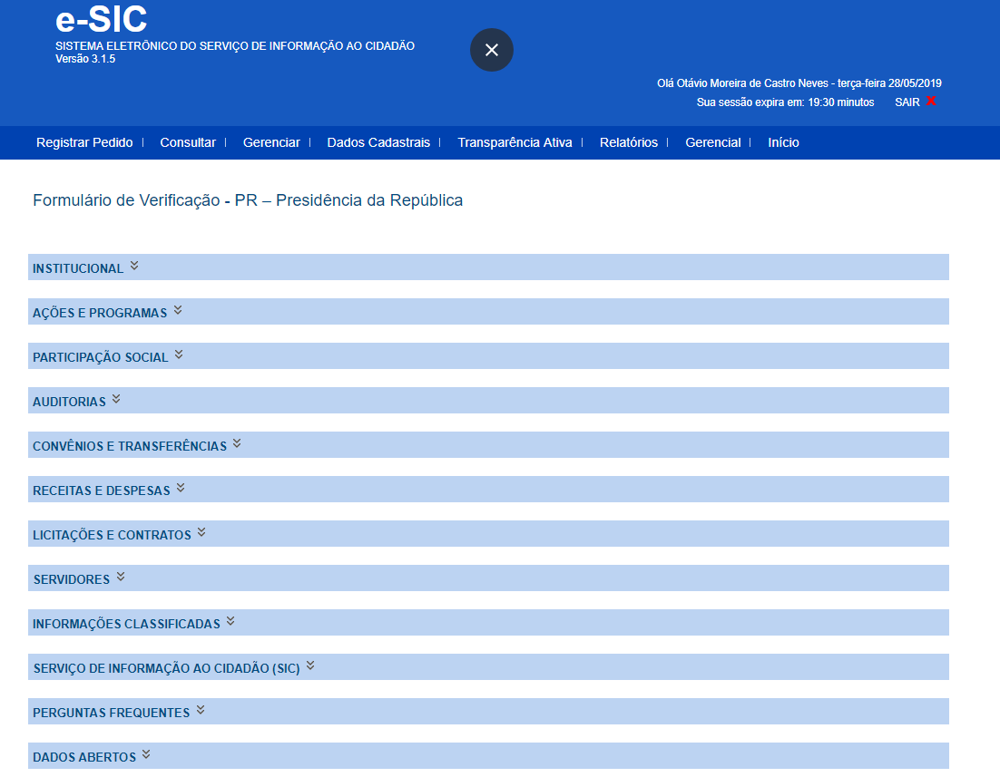 e-SIC
SISTEMA ELETRÔNICO DO SERVIÇO DE INFORMAÇÃO AO CIDADÃO
Versão 3.1.5
Olá Otávio Moreira de Castro Neves - terça-feira 28/05/2019
Sua sessão expira em: 19:30 minutos SAIR
Registrar Pedido | Consultar | Gerenciar | Dados Cadastrais | Transparência Ativa | Relatórios | Gerencial | Início
Formulário de Verificação - PR – Presidência da República
INSTITUCIONAL
AÇÕES E PROGRAMAS
PARTICIPAÇÃO SOCIAL
AUDITORIAS
CONVÊNIOS E TRANSFERÊNCIAS
RECEITAS E DESPESAS
LICITAÇÕES E CONTRATOS
SERVIDORES
INFORMAÇÕES CLASSIFICADAS
SERVIÇO DE INFORMAÇÃO AO CIDADÃO (SIC)
PERGUNTAS FREQUENTES
DADOS ABERTOS